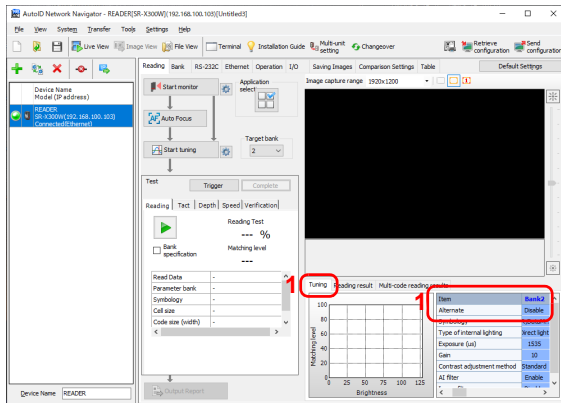 AutoID Network Navigator - READER[SR-X300W](192.168.100.103)[Untitled3]
File View System Transfer Tools Settings Help
Live View Image View File View Terminal Installation Guide Multi-unit setting Changeover Retrieve configuration Send configuration
Reading Bank RS-232C Ethernet Operation I/O Saving Images Comparison Settings Table Default Settings
Device Name
Model (IP address)
READER
SR-X300W(192.168.100.103)
Connected(Ethernet)
Start monitor
Application select
Auto Focus
Start tuning
Target bank
2
Image capture range 1920x1200
Test
Trigger Complete
Reading Tact Depth Speed Verification
Reading Test
--- %
Bank specification
Matching level
---
Read Data -
Parameter bank -
Symbology -
Cell size -
Code size (width) -
Output Report
1
Tuning Reading result Multi-code reading results
Matching level
100
80
60
40
20
0
0 25 50 75 100 125
Brightness
1
Item Bank2
Alternate Disable
Symbology
Type of internal lighting Direct light
Exposure (us) 1535
Gain 10
Contrast adjustment method Standard
AI filter Enable
Device Name READER